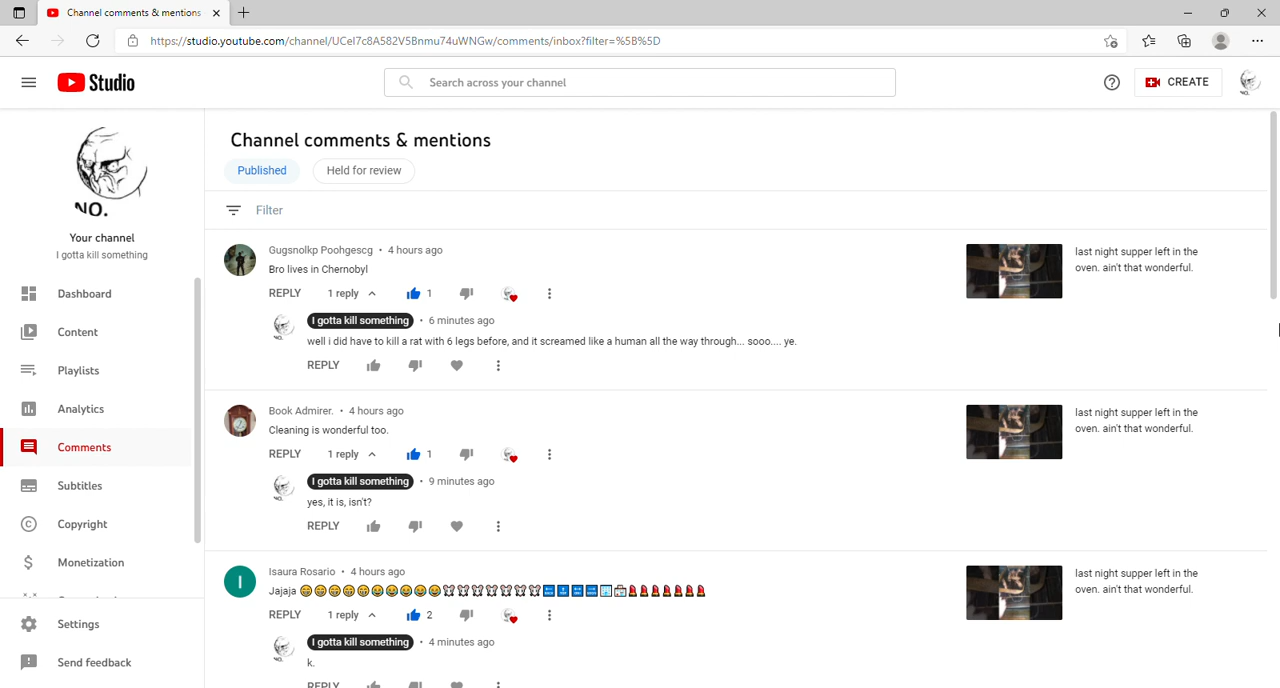 Channel comments & mentions
https://studio.youtube.com/channel/UCeI7c8A582V5Bnmu74uWNGw/comments/inbox?filter=%5B%5D
Studio
Search across your channel
CREATE
NO.
Your channel
I gotta kill something
Dashboard
Content
Playlists
Analytics
Comments
Subtitles
Copyright
Monetization
Settings
Send feedback
Channel comments & mentions
Published
Held for review
Filter
Gugsnolkp Poohgescg • 4 hours ago
Bro lives in Chernobyl
REPLY 1 reply 1
I gotta kill something • 6 minutes ago
well i did have to kill a rat with 6 legs before, and it screamed like a human all the way through... sooo.... ye.
REPLY
last night supper left in the
oven. ain't that wonderful.
Book Admirer. • 4 hours ago
Cleaning is wonderful too.
REPLY 1 reply 1
I gotta kill something • 9 minutes ago
yes, it is, isn't?
REPLY
last night supper left in the
oven. ain't that wonderful.
I
Isaura Rosario • 4 hours ago
Jajaja
REPLY 1 reply 2
I gotta kill something • 4 minutes ago
k.
REPLY
last night supper left in the
oven. ain't that wonderful.